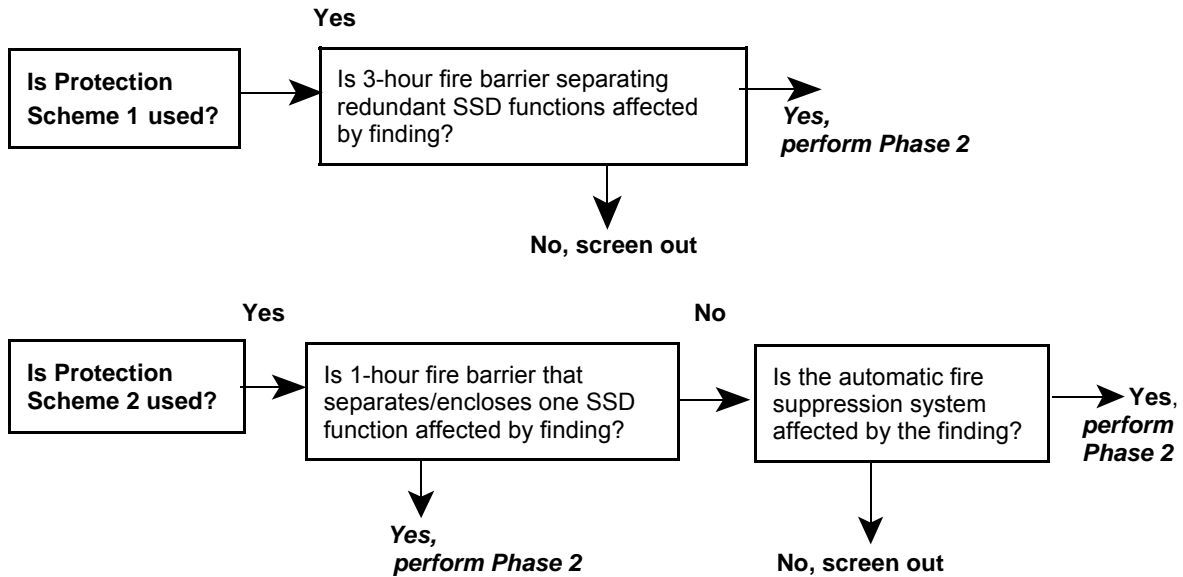 Yes
Is Protection
Scheme 1 used?
Is 3-hour fire barrier separating
redundant SSD functions affected
by finding?
Yes,
perform Phase 2
No, screen out
Yes
No
Is Protection
Scheme 2 used?
Is 1-hour fire barrier that
separates/encloses one SSD
function affected by finding?
Is the automatic fire
suppression system
affected by the finding?
Yes,
perform
Phase 2
Yes,
perform Phase 2
No, screen out